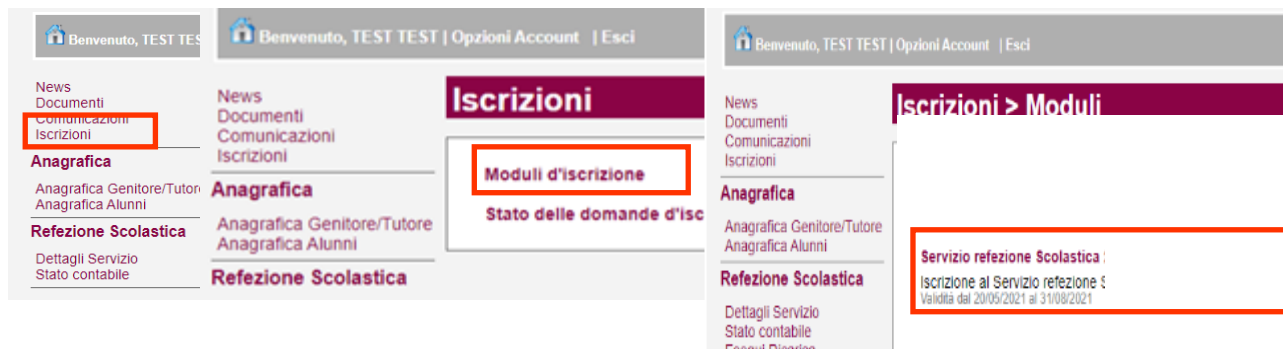 Benvenuto, TEST TES
News
Documenti
Comunicazioni
Iscrizioni
Anagrafica
Anagrafica Genitore/Tutor
Anagrafica Alunni
Refezione Scolastica
Dettagli Servizio
Stato contabile
Benvenuto, TEST TEST | Opzioni Account | Esci
News
Documenti
Comunicazioni
Iscrizioni
Anagrafica
Anagrafica Genitore/Tutore
Anagrafica Alunni
Refezione Scolastica
Iscrizioni
Moduli d'iscrizione
Stato delle domande d'isc
Benvenuto, TEST TEST | Opzioni Account | Esci
News
Documenti
Comunicazioni
Iscrizioni
Anagrafica
Anagrafica Genitore/Tutore
Anagrafica Alunni
Refezione Scolastica
Dettagli Servizio
Stato contabile
Iscrizioni > Moduli
Servizio refezione Scolastica
Iscrizione al Servizio refezione S
Validità dal 20/05/2021 al 31/08/2021